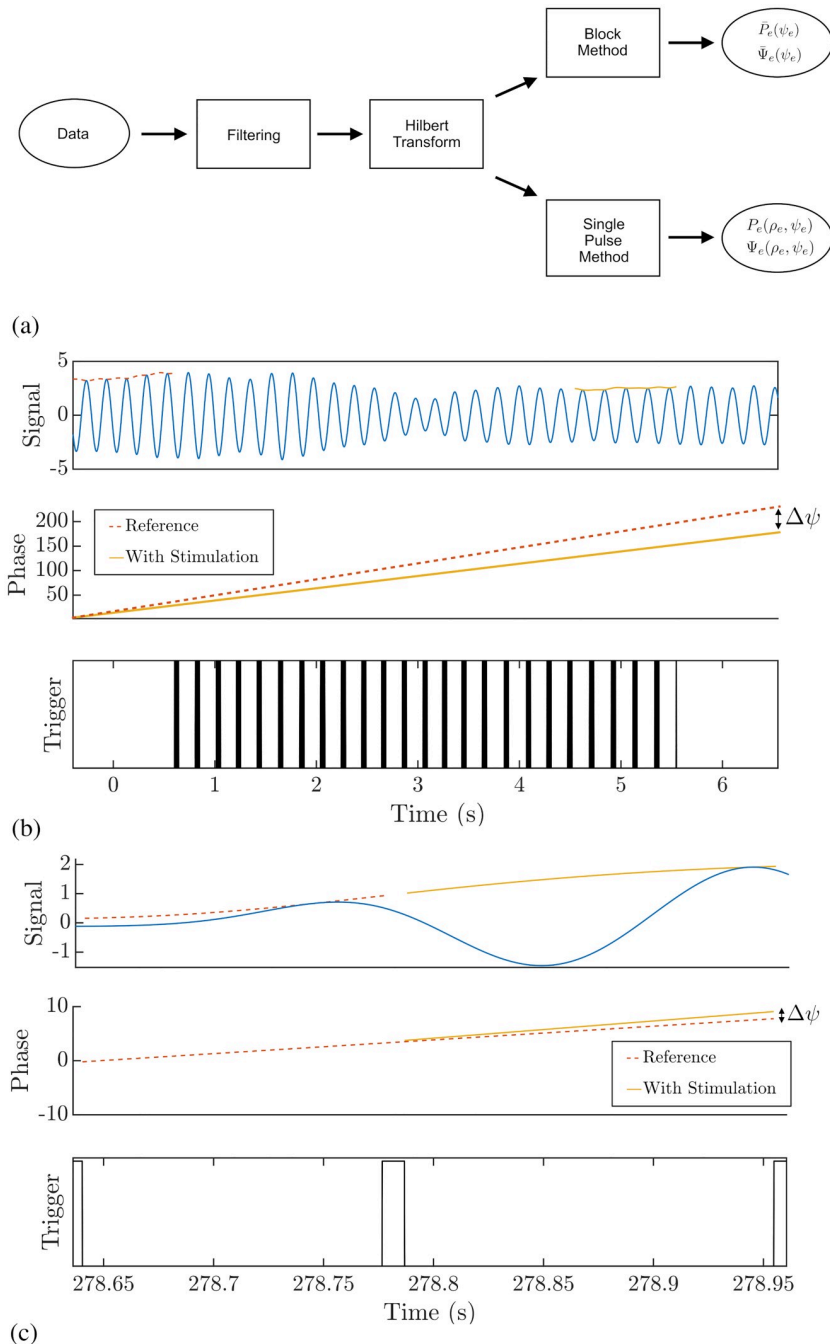 Data
Filtering
Hilbert
Transform
Block
Method
P̄ₑ(ψₑ)
Ψ̄ₑ(ψₑ)
Single
Pulse
Method
Pₑ(ρₑ, ψₑ)
Ψₑ(ρₑ, ψₑ)
(a)
Signal
5
0
-5
Phase
200
150
100
50
Reference
With Stimulation
Δψ
Trigger
0 1 2 3 4 5 6
Time (s)
(b)
Signal
2
1
0
-1
Phase
10
0
-10
Δψ
Reference
With Stimulation
Trigger
278.65 278.7 278.75 278.8 278.85 278.9 278.95
Time (s)
(c)